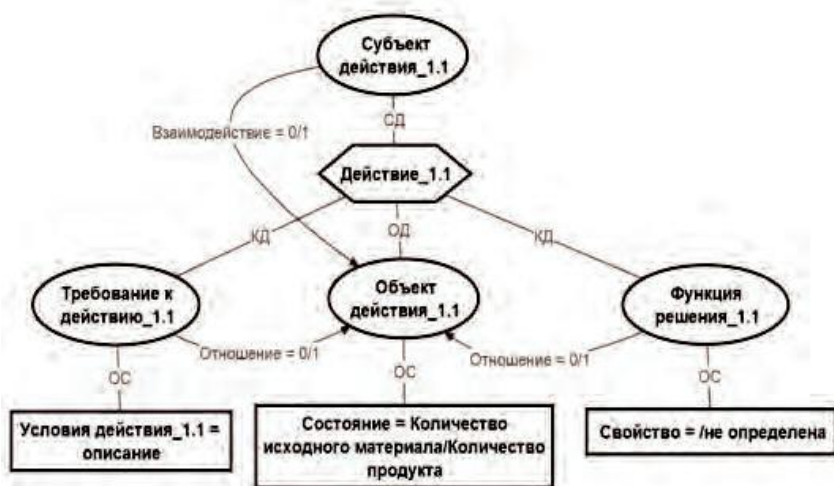 Субъект
действия_1.1
Взаимодействие = 0/1
СД
Действие_1.1
КД
ОД
КД
Требование к
действию_1.1
Объект
действия_1.1
Функция
решения_1.1
Отношение = 0/1
Отношение = 0/1
ОС
ОС
ОС
Условия действия_1.1 =
описание
Состояние = Количество
исходного материала/Количество
продукта
Свойство = /не определена